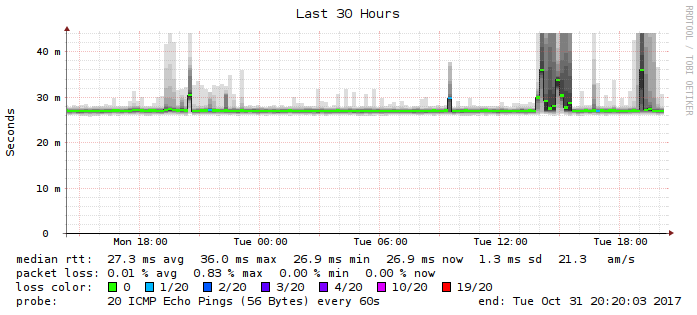 Last 30 Hours
RRDTOOL / TOBI OETIKER
Seconds
40 m
30 m
20 m
10 m
0
Mon 18:00 Tue 00:00 Tue 06:00 Tue 12:00 Tue 18:00
median rtt: 27.3 ms avg 36.0 ms max 26.9 ms min 26.9 ms now 1.3 ms sd 21.3 am/s
packet loss: 0.01 % avg 0.83 % max 0.00 % min 0.00 % now
loss color: 0 1/20 2/20 3/20 4/20 10/20 19/20
probe: 20 ICMP Echo Pings (56 Bytes) every 60s end: Tue Oct 31 20:20:03 2017